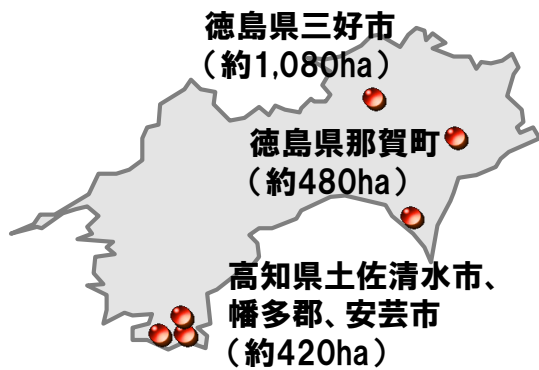 徳島県三好市
（約1,080ha）
徳島県那賀町
（約480ha）
高知県土佐清水市、
幡多郡、安芸市
（約420ha）